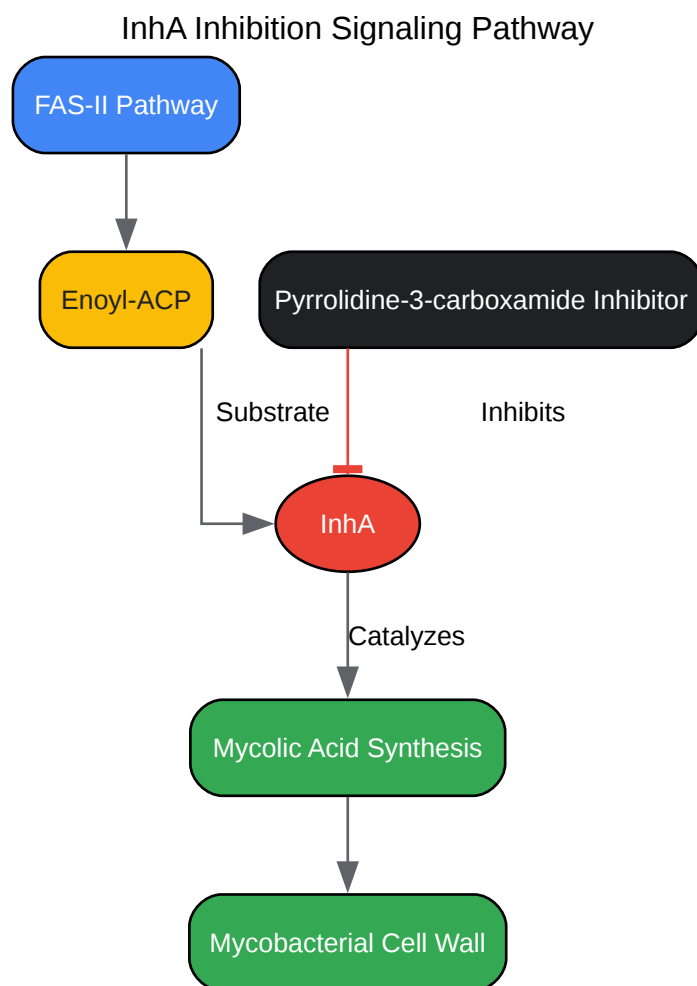 InhA Inhibition Signaling Pathway
FAS-II Pathway
Enoyl-ACP
Pyrrolidine-3-carboxamide Inhibitor
Substrate
Inhibits
InhA
Catalyzes
Mycolic Acid Synthesis
Mycobacterial Cell Wall